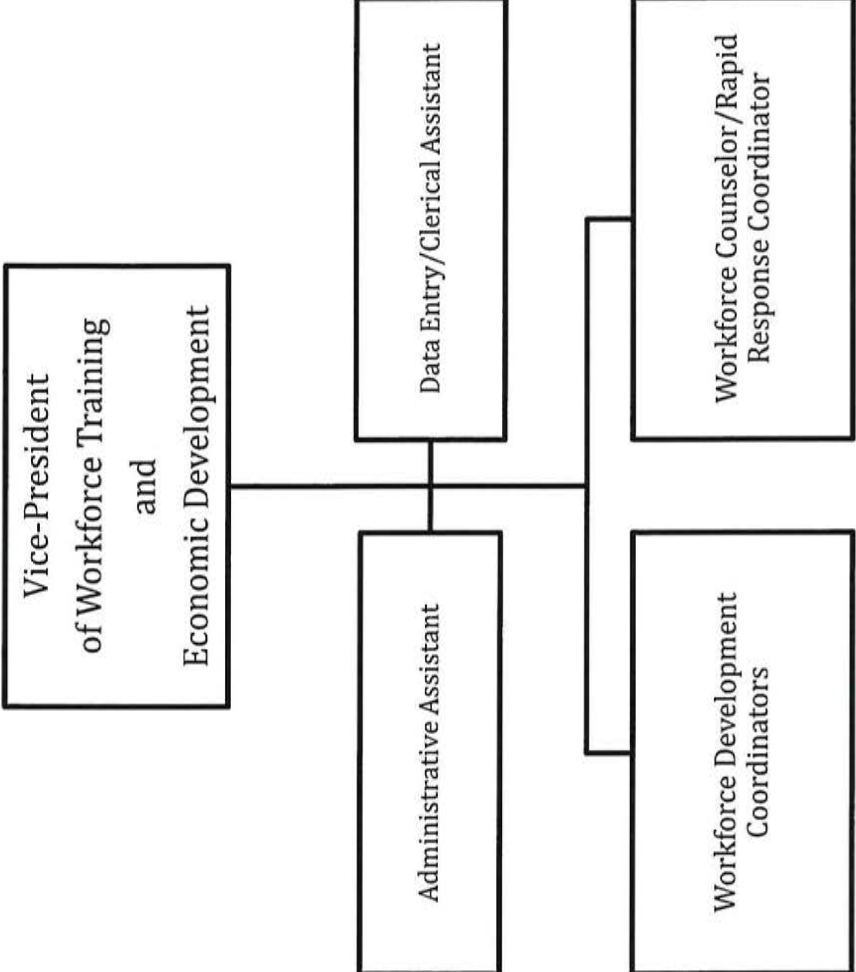 Vice-President
of Workforce Training
and
Economic Development
Administrative Assistant
Data Entry/Clerical Assistant
Workforce Development
Coordinators
Workforce Counselor/Rapid
Response Coordinator